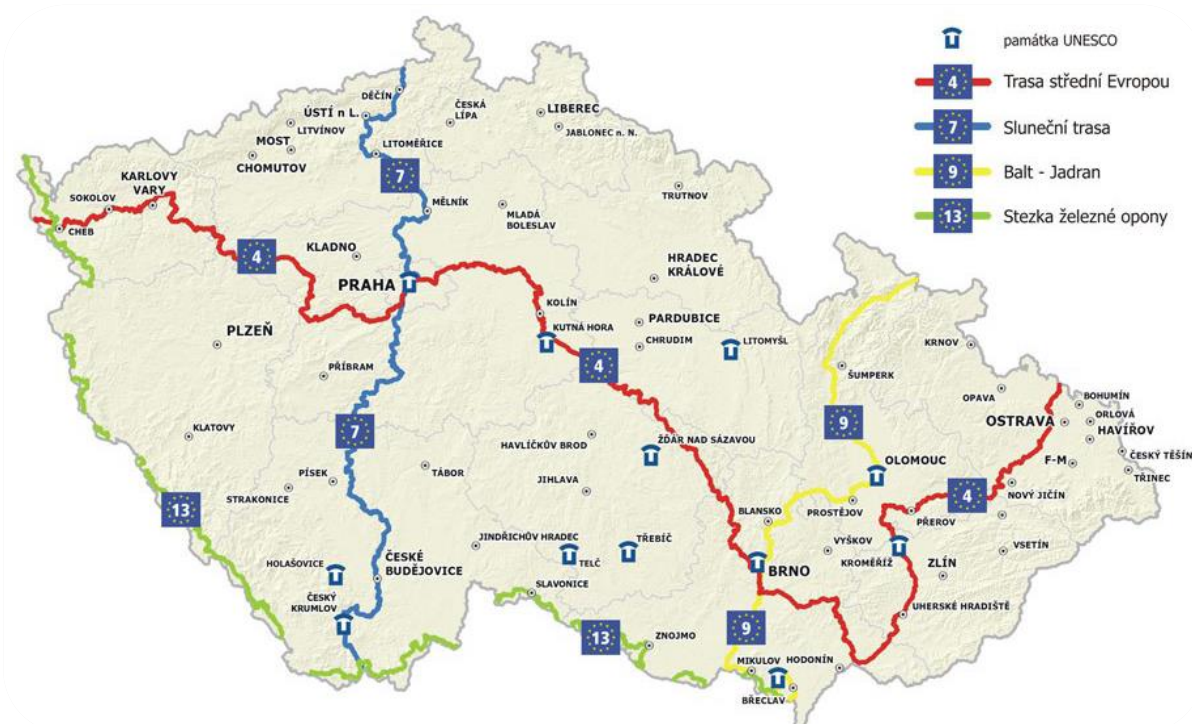 památka UNESCO
4 Trasa střední Evropou
7 Sluneční trasa
9 Balt - Jadran
13 Stezka železné opony
DĚČÍN
ÚSTÍ n L.
ČESKÁ
LÍPA
LIBEREC
JABLONEC n. N.
LITVÍNOV
MOST
CHOMUTOV
LITOMĚŘICE
7
TRUTNOV
KARLOVY
VARY
SOKOLOV
CHEB
MĚLNÍK
MLADÁ
BOLESLAV
4
KLADNO
PRAHA
HRADEC
KRÁLOVÉ
KOLÍN
KUTNÁ HORA
PARDUBICE
CHRUDIM
LITOMYŠL
PLZEŇ
PŘÍBRAM
4
ŠUMPERK
KRNOV
OPAVA
BOHUMÍN
OSTRAVA
ORLOVÁ
HAVÍŘOV
ČESKÝ TĚŠÍN
F-M
TŘINEC
KLATOVY
7
HAVLÍČKŮV BROD
ŽĎÁR NAD SÁZAVOU
9
OLOMOUC
4
NOVÝ JIČÍN
PÍSEK
STRAKONICE
TÁBOR
JIHLAVA
BLANSKO
PROSTĚJOV
PŘEROV
13
JINDŘICHŮV HRADEC
TELČ
TŘEBÍČ
BRNO
VYŠKOV
KROMĚŘÍŽ
ZLÍN
VSETÍN
HOLAŠOVICE
ČESKÉ
BUDĚJOVICE
SLAVONICE
ČESKÝ
KRUMLOV
UHERSKÉ HRADIŠTĚ
13
ZNOJMO
9
MIKULOV
HODONÍN
BŘECLAV